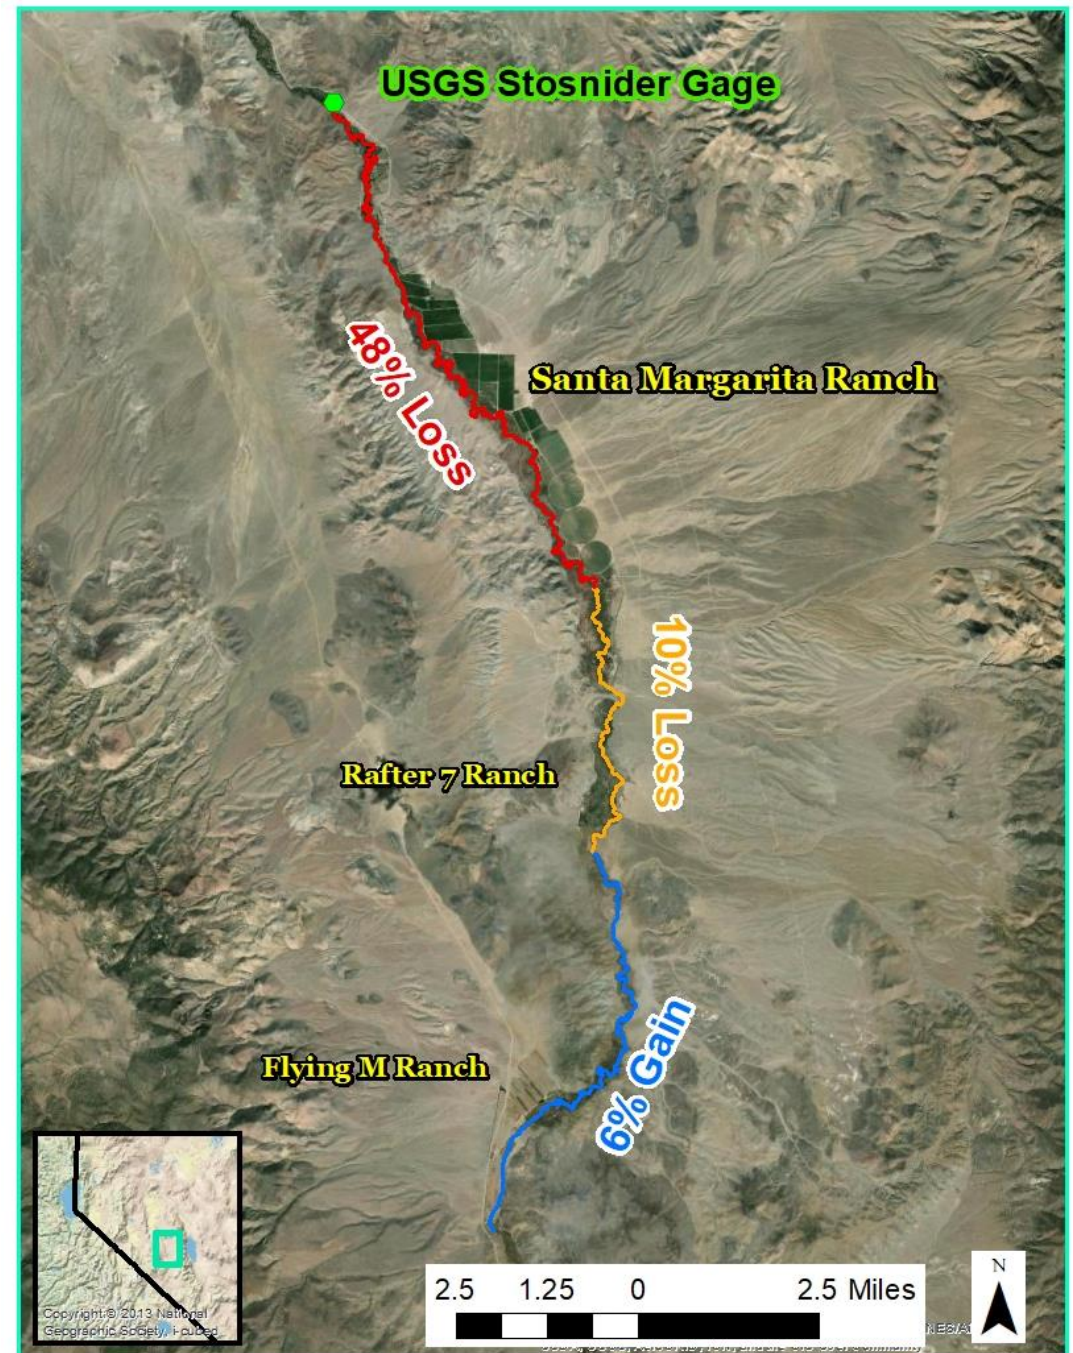 USGS Stosnider Gage
48% Loss
Santa Margarita Ranch
10% Loss
Rafter 7 Ranch
6% Gain
Flying M Ranch
Copyright:© 2013 National
Geographic Society, i-cubed
2.5 1.25 0 2.5 Miles
N